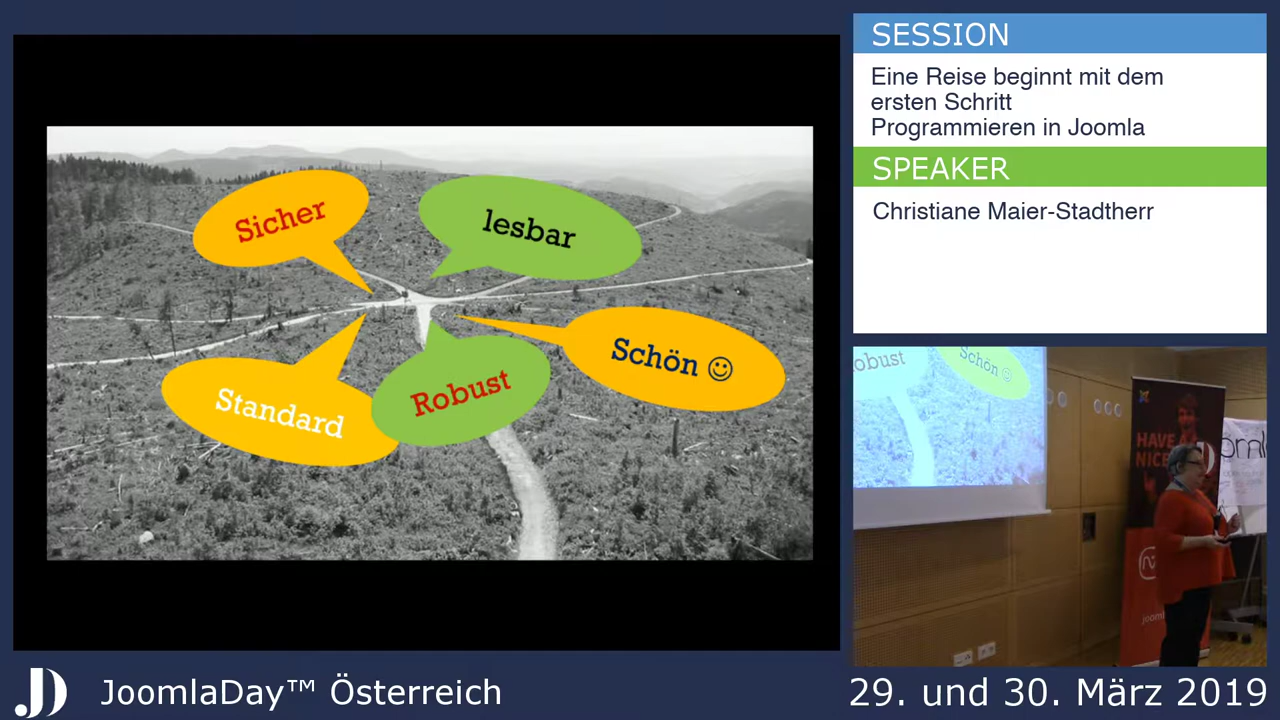 SESSION
Eine Reise beginnt mit dem
ersten Schritt
Programmieren in Joomla
SPEAKER
Christiane Maier-Stadtherr
Sicher
lesbar
Schön ☺
Standard
Robust
obust
Schön ☺
HAVE A
NICE
JoomlaDay™ Österreich
29. und 30. März 2019